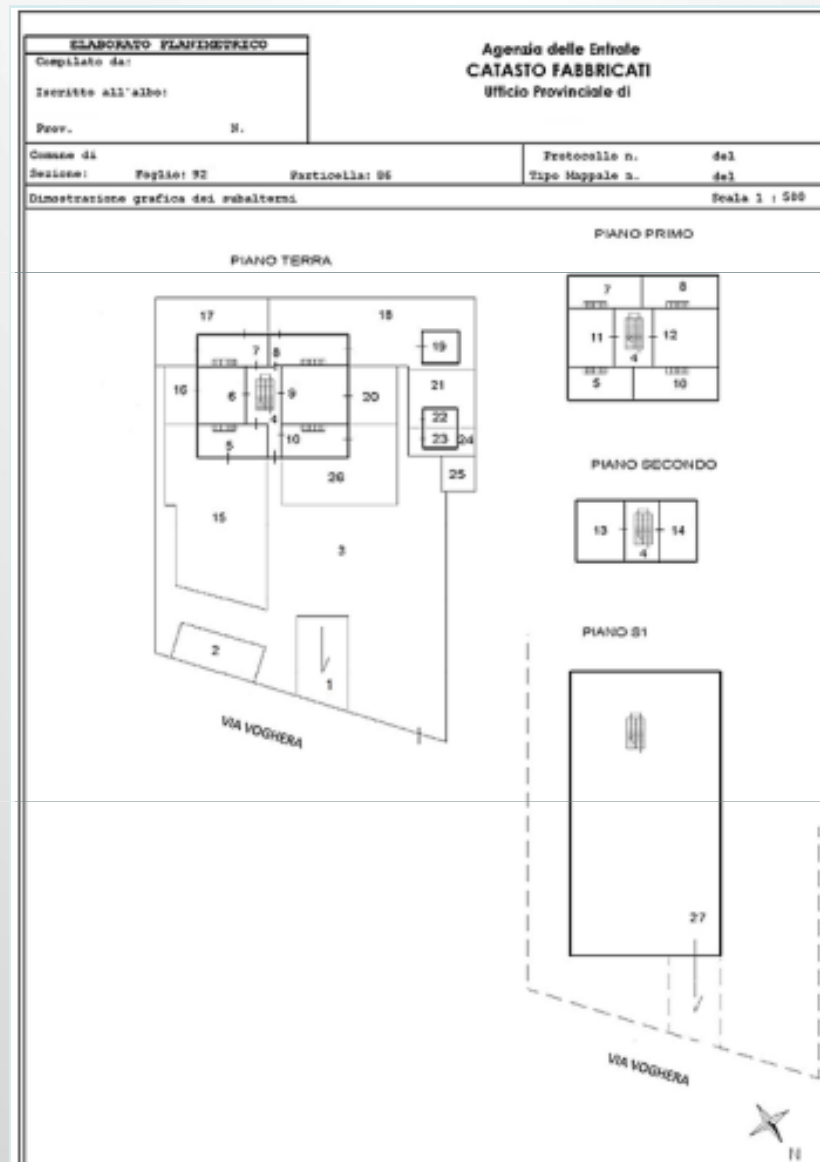 ELABORATO PLANIMETRICO
Compilato da:
Iscritto all'albo:
Prov. N.
Agenzia delle Entrate
CATASTO FABBRICATI
Ufficio Provinciale di
Comune di
Sezione: Foglio: 92 Particella: 86
Protocollo n. del
Tipo Mappale n. del
Dimostrazione grafica dei subalterni Scala 1 : 500
PIANO TERRA
17 18
7 8 19
16 6 9 20 21
4 22
5 10 23 24
26 25
15
3
2
1
VIA VOGHERA
PIANO PRIMO
7 8
11 12
4
5 10
PIANO SECONDO
13 14
4
PIANO S1
27
VIA VOGHERA
N